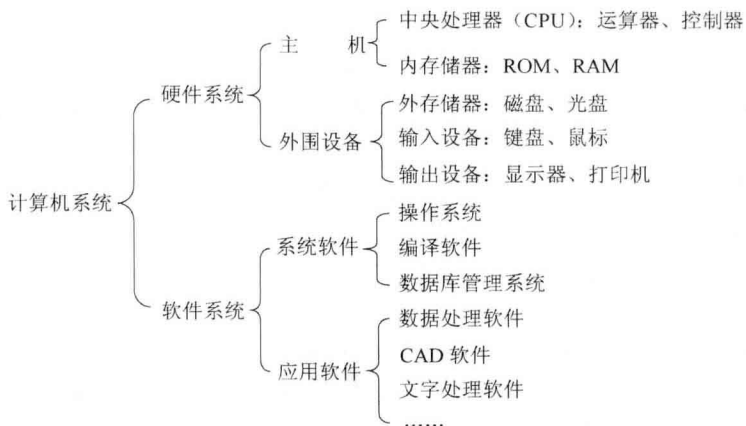 中央处理器（CPU）：运算器、控制器
主 机
内存储器：ROM、RAM
硬件系统
外存储器：磁盘、光盘
外围设备
输入设备：键盘、鼠标
输出设备：显示器、打印机
计算机系统
操作系统
系统软件
编译软件
数据库管理系统
软件系统
数据处理软件
CAD 软件
应用软件
文字处理软件
……